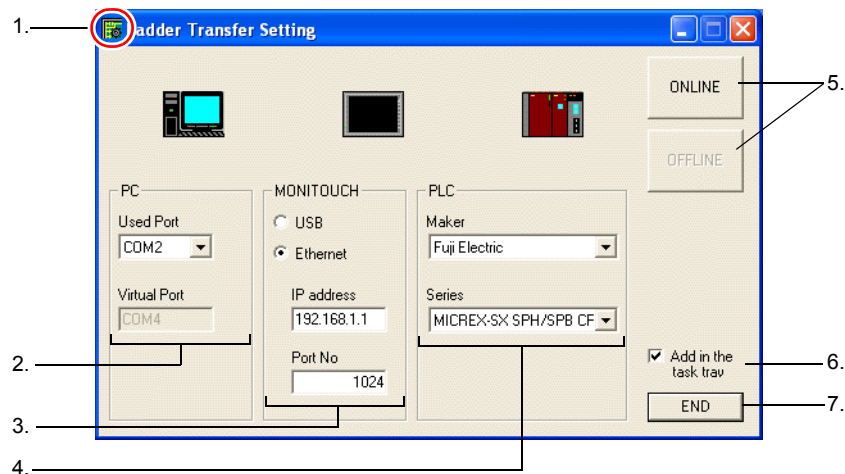 1.
adder Transfer Setting
ONLINE
5.
OFFLINE
PC
MONITOUCH
PLC
Used Port
USB
Maker
COM2
Ethernet
Fuji Electric
Virtual Port
IP address
Series
COM4
192.168.1.1
MICREX-SX SPH/SPB CF
2.
Port No
1024
Add in the
task tray
6.
3.
END
7.
4.